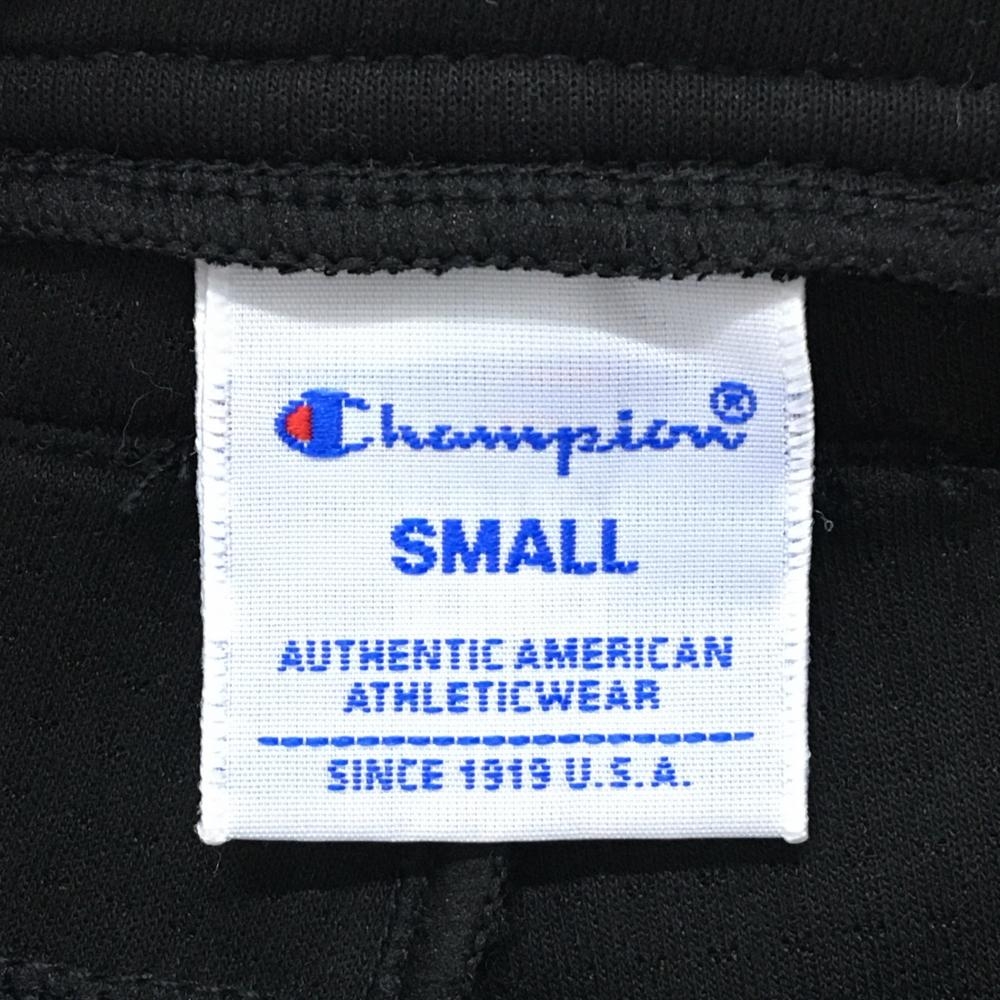 Champion®
SMALL
AUTHENTIC AMERICAN
ATHLETICWEAR
SINCE 1919 U.S.A.